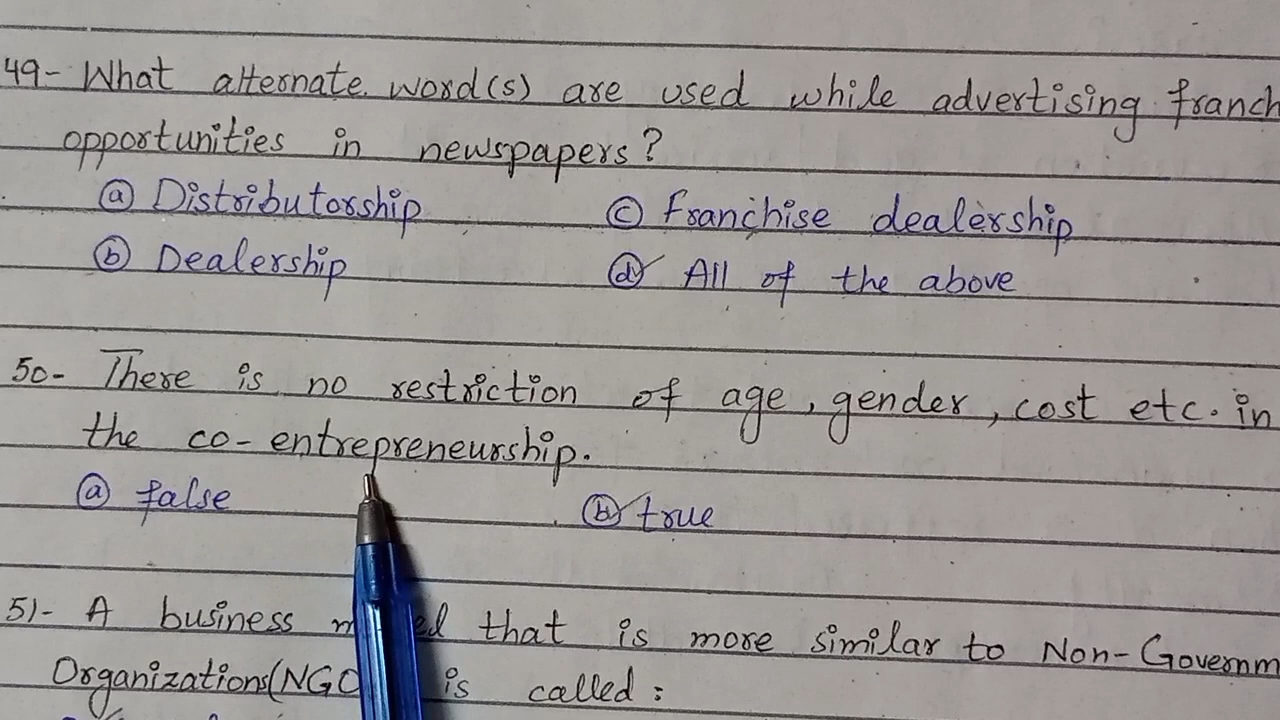 49- What alternate word(s) are used while advertising franch
opportunities in newspapers?
ⓐ Distributorship ⓒ Franchise dealership
ⓑ Dealership ⓓ All of the above
50- There is no restriction of age, gender, cost etc. in
the co-entrepreneurship.
ⓐ false ⓑ true
51- A business that is more similar to Non-Governm
Organizations(NGO is called: